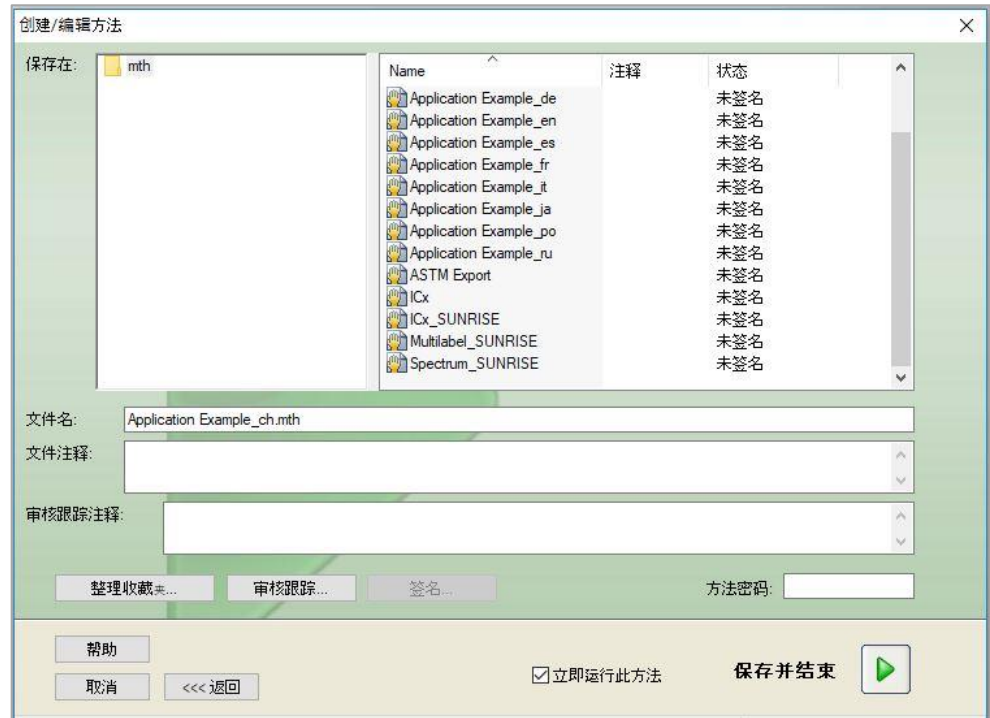 创建/编辑方法
保存在:
mth
Name 注释 状态
Application Example_de 未签名
Application Example_en 未签名
Application Example_es 未签名
Application Example_fr 未签名
Application Example_it 未签名
Application Example_ja 未签名
Application Example_po 未签名
Application Example_ru 未签名
ASTM Export 未签名
ICx 未签名
ICx_SUNRISE 未签名
Multilabel_SUNRISE 未签名
Spectrum_SUNRISE 未签名
文件名: Application Example_ch.mth
文件注释:
审核跟踪注释:
整理收藏夹... 审核跟踪... 签名... 方法密码:
帮助
取消 <<< 返回 立即运行此方法 保存并结束